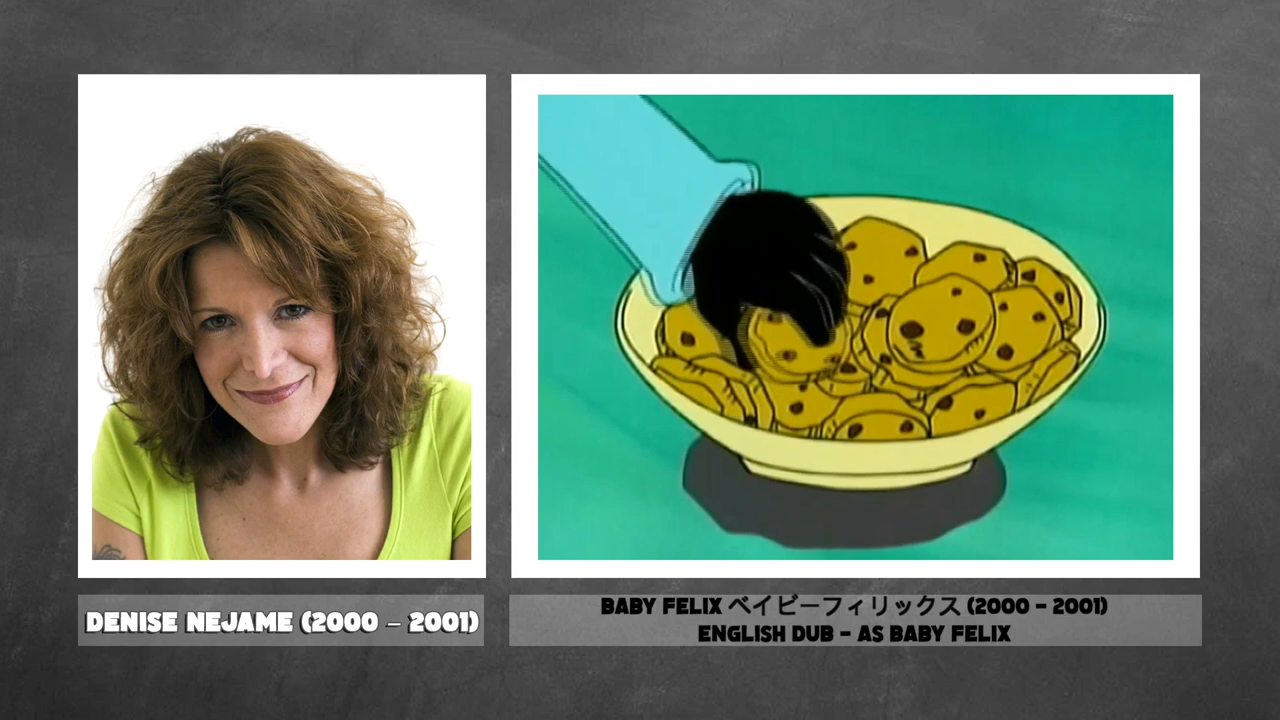 DENISE NEJAME (2000 – 2001)
BABY FELIX ベイビーフィリックス (2000 – 2001)
ENGLISH DUB – AS BABY FELIX